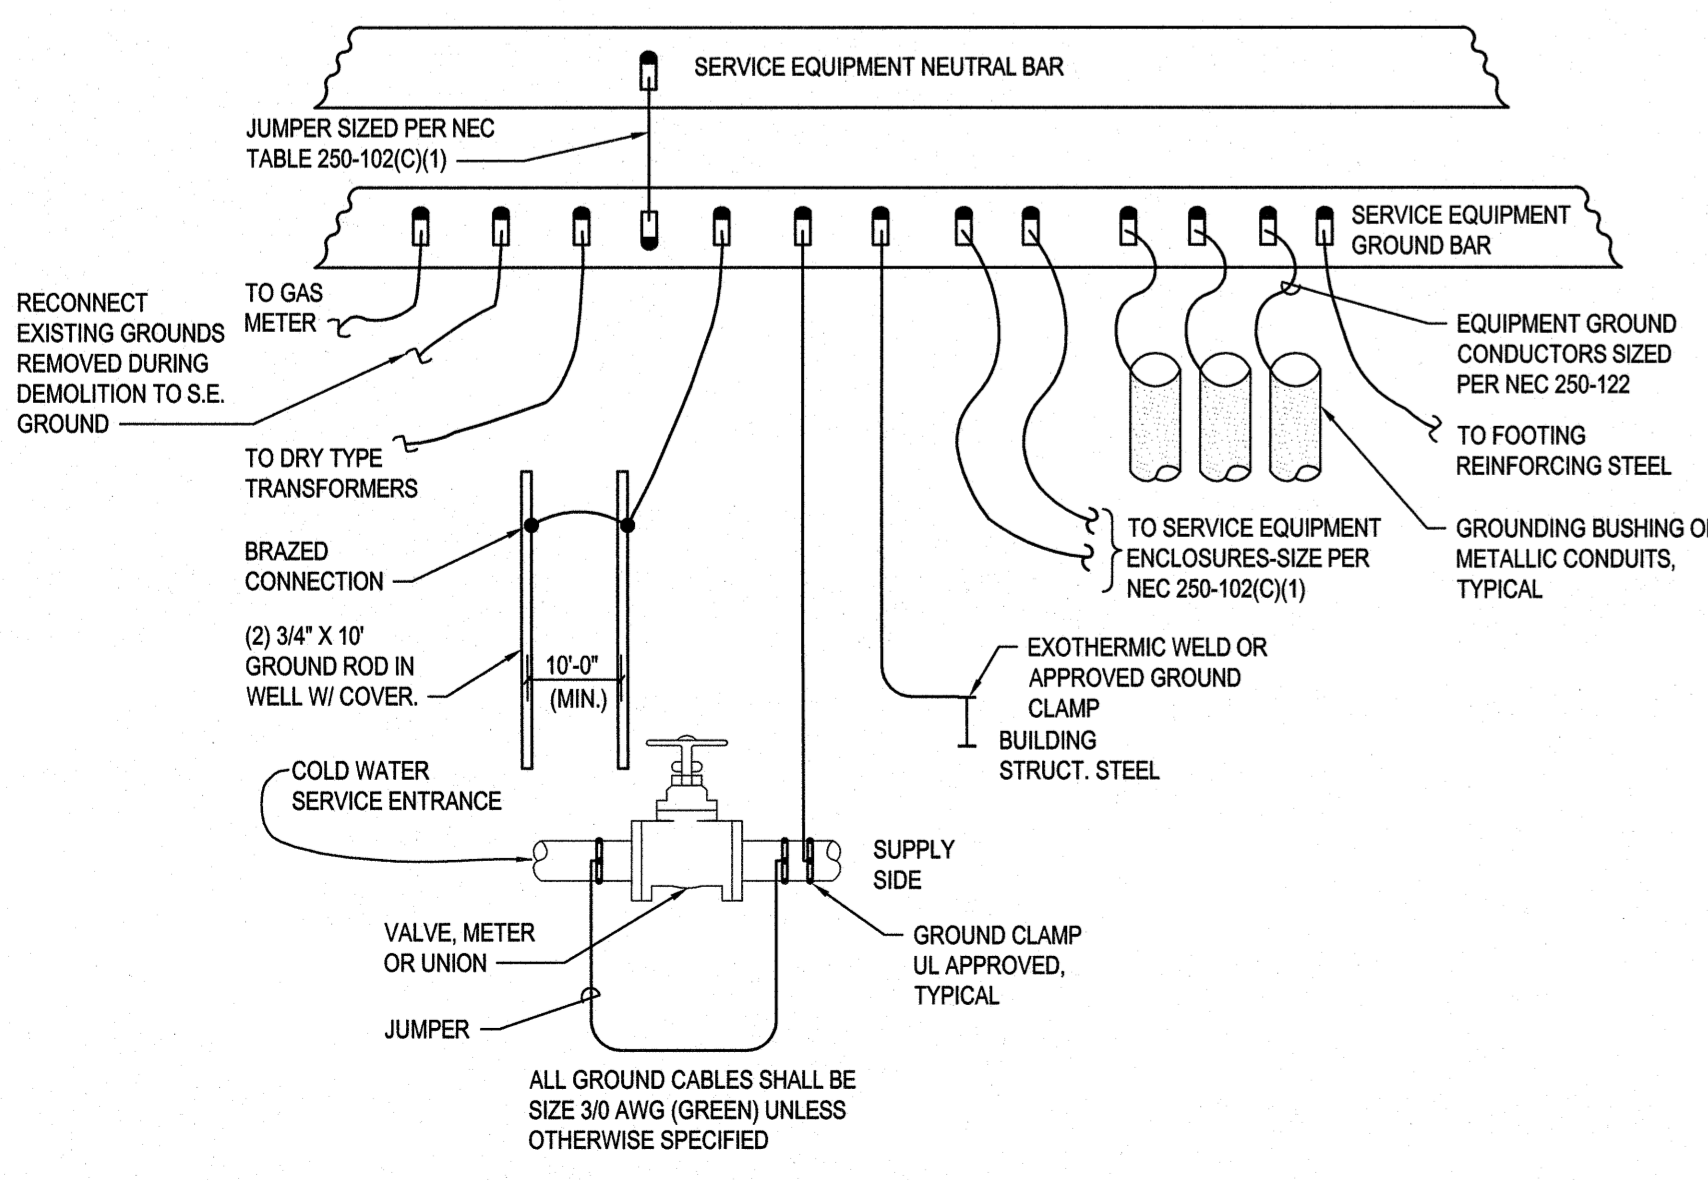 SERVICE EQUIPMENT NEUTRAL BAR
JUMPER SIZED PER NEC
TABLE 250-102(C)(1)
SERVICE EQUIPMENT
GROUND BAR
RECONNECT
EXISTING GROUNDS
REMOVED DURING
DEMOLITION TO S.E.
GROUND
TO GAS
METER
EQUIPMENT GROUND
CONDUCTORS SIZED
PER NEC 250-122
TO FOOTING
REINFORCING STEEL
TO DRY TYPE
TRANSFORMERS
TO SERVICE EQUIPMENT
ENCLOSURES-SIZE PER
NEC 250-102(C)(1)
GROUNDING BUSHING
METALLIC CONDUITS,
TYPICAL
BRAZED
CONNECTION
(2) 3/4" X 10'
GROUND ROD IN
WELL W/ COVER.
10'-0"
(MIN.)
EXOTHERMIC WELD OR
APPROVED GROUND
CLAMP
BUILDING
STRUCT. STEEL
COLD WATER
SERVICE ENTRANCE
SUPPLY
SIDE
VALVE, METER
OR UNION
GROUND CLAMP
UL APPROVED,
TYPICAL
JUMPER
ALL GROUND CABLES SHALL BE
SIZE 3/0 AWG (GREEN) UNLESS
OTHERWISE SPECIFIED